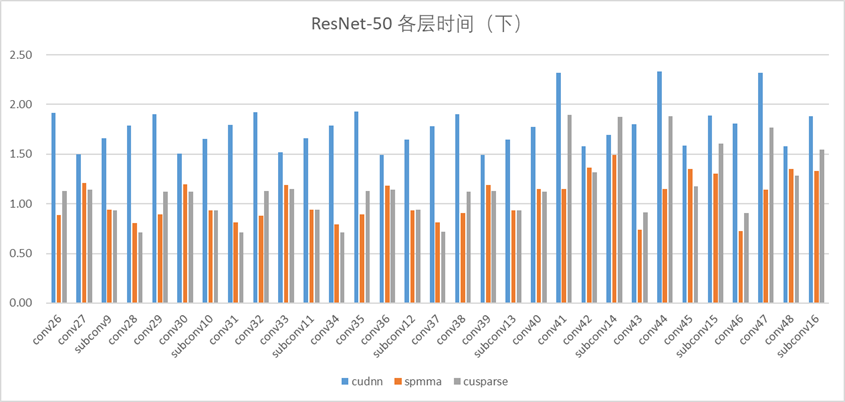 ResNet-50 各层时间（下）
2.50
2.00
1.50
1.00
0.50
0.00
conv26 conv27 subconv9 conv28 conv29 conv30 subconv10 conv31 conv32 conv33 subconv11 conv34 conv35 conv36 subconv12 conv37 conv38 conv39 subconv13 conv40 conv41 conv42 subconv14 conv43 conv44 conv45 subconv15 conv46 conv47 conv48 subconv16
cudnn spmma cusparse